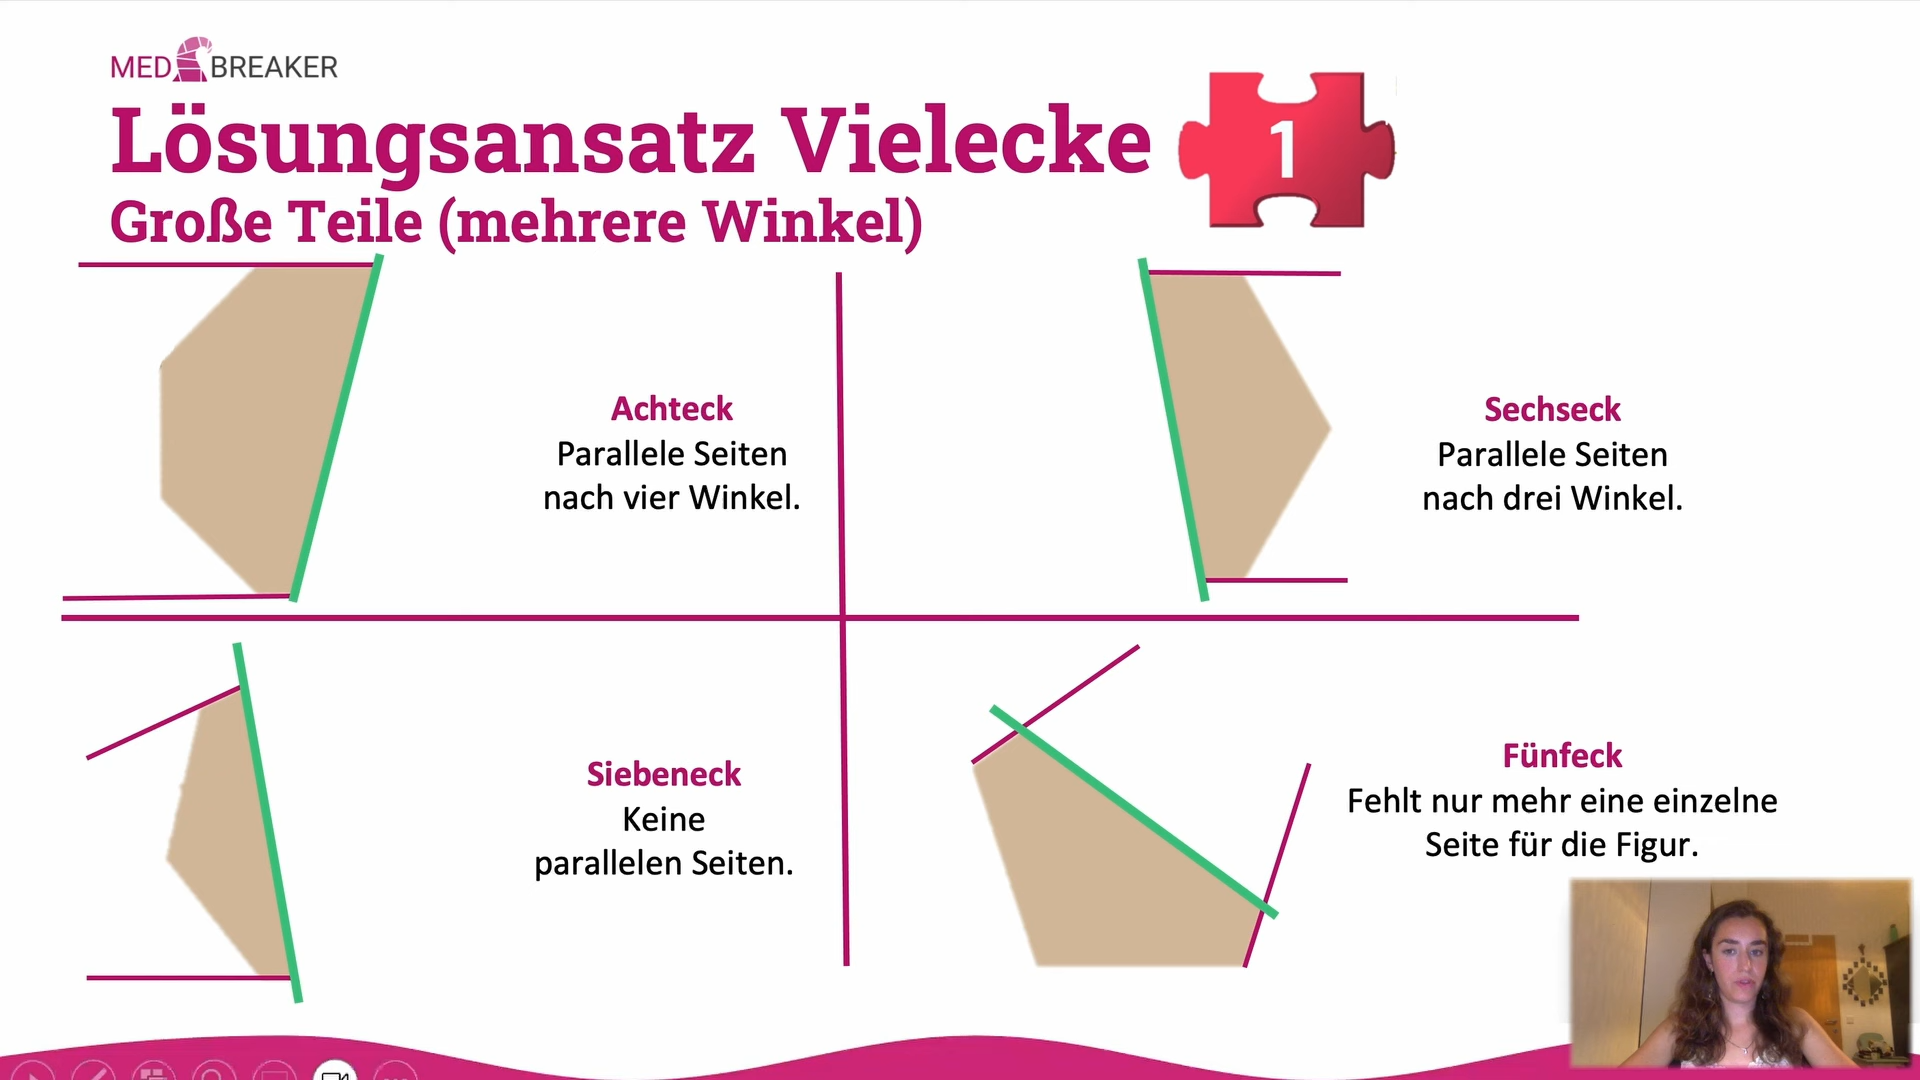 MED BREAKER
Lösungsansatz Vielecke
1
Große Teile (mehrere Winkel)
Achteck
Parallele Seiten
nach vier Winkel.
Sechseck
Parallele Seiten
nach drei Winkel.
Siebeneck
Keine
parallelen Seiten.
Fünfeck
Fehlt nur mehr eine einzelne
Seite für die Figur.